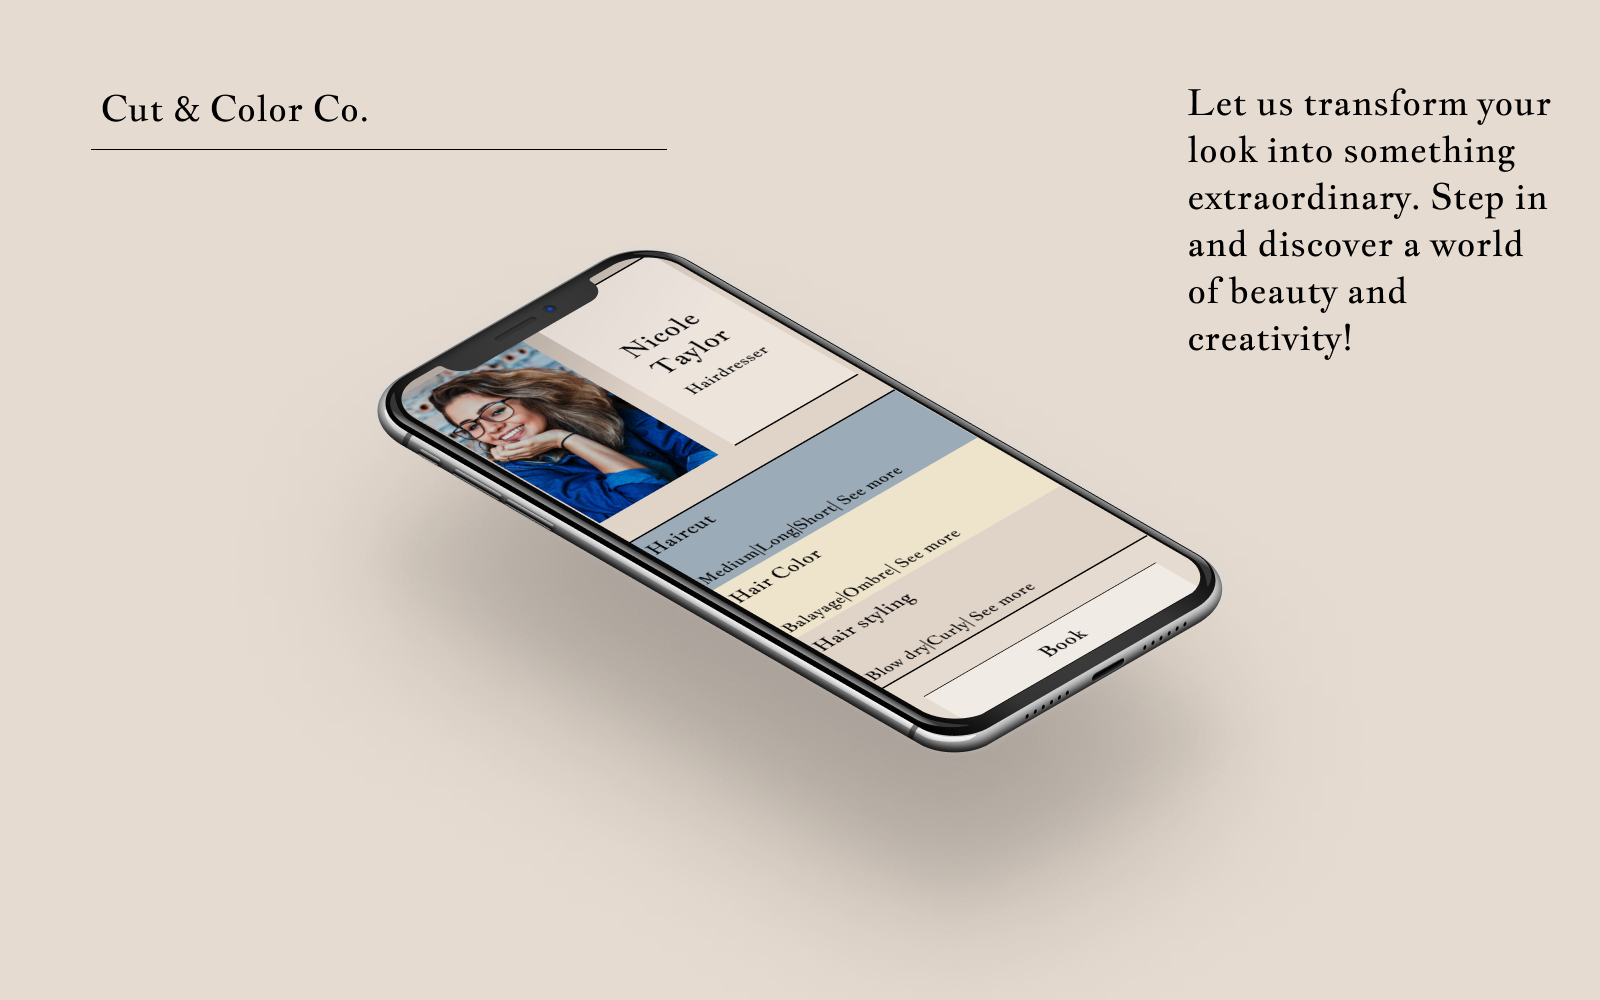 Cut & Color Co.
Let us transform your
look into something
extraordinary. Step in
and discover a world
of beauty and
creativity!
Nicole
Taylor
Hairdresser
Haircut
Medium|Long|Short| See more
Hair Color
Balayage|Ombre| See more
Hair styling
Blow dry|Curly| See more
Book